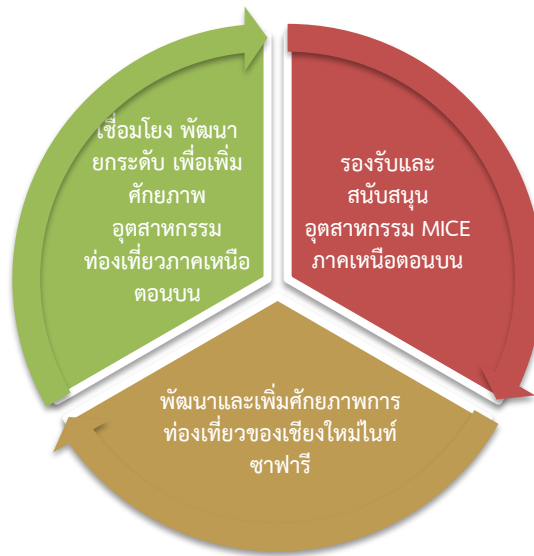 เชื่อมโยง พัฒนา
ยกระดับ เพื่อเพิ่ม
ศักยภาพ
อุตสาหกรรม
ท่องเที่ยวภาคเหนือ
ตอนบน
รองรับและ
สนับสนุน
อุตสาหกรรม MICE
ภาคเหนือตอนบน
พัฒนาและเพิ่มศักยภาพการ
ท่องเที่ยวของเชียงใหม่ไนท์
ซาฟารี